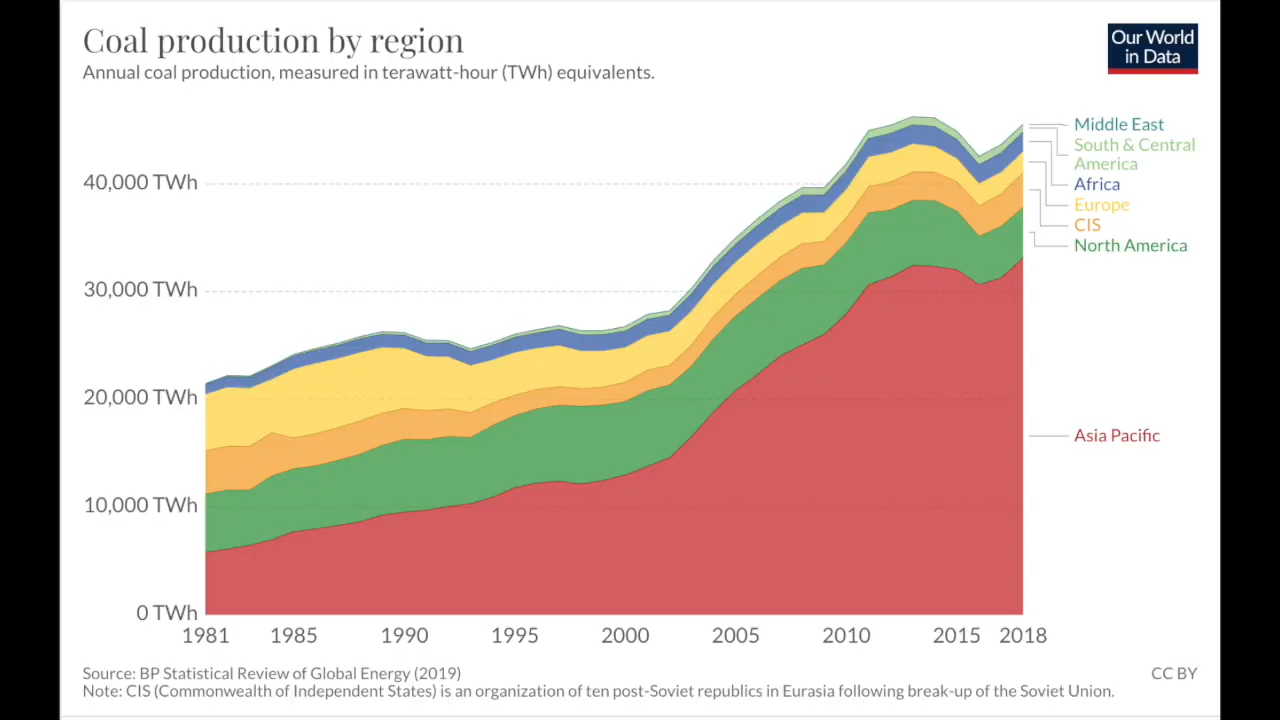 Coal production by region
Annual coal production, measured in terawatt-hour (TWh) equivalents.
Our World
in Data
40,000 TWh
30,000 TWh
20,000 TWh
10,000 TWh
0 TWh
1981
1985
1990
1995
2000
2005
2010
2015
2018
Middle East
South & Central
America
Africa
Europe
CIS
North America
Asia Pacific
Source: BP Statistical Review of Global Energy (2019)
CC BY
Note: CIS (Commonwealth of Independent States) is an organization of ten post-Soviet republics in Eurasia following break-up of the Soviet Union.